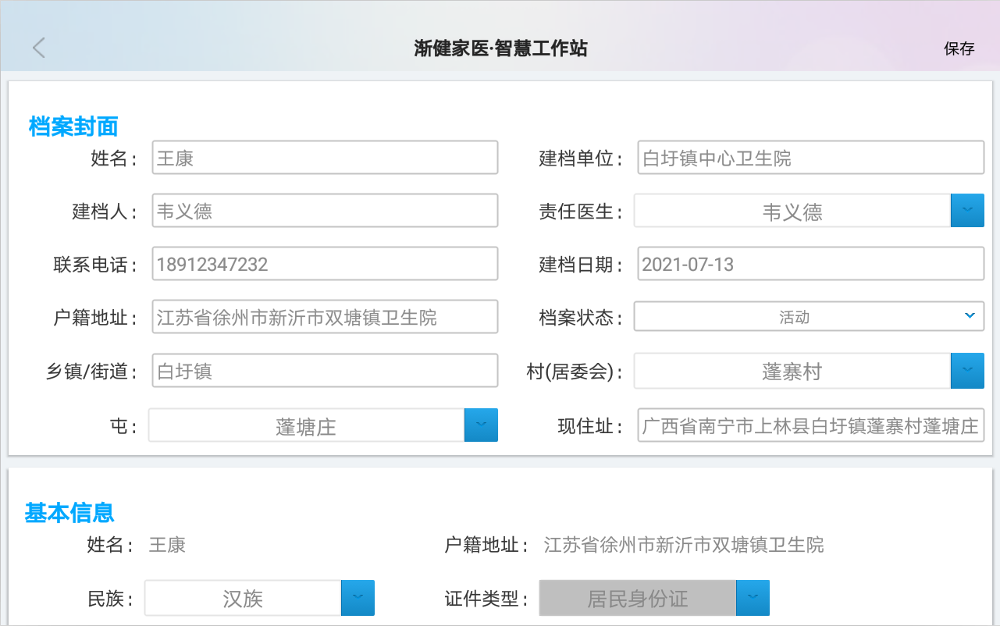 渐健家医·智慧工作站 保存
档案封面
姓名: 王康 建档单位: 白圩镇中心卫生院
建档人: 韦义德 责任医生: 韦义德
联系电话: 18912347232 建档日期: 2021-07-13
户籍地址: 江苏省徐州市新沂市双塘镇卫生院 档案状态: 活动
乡镇/街道: 白圩镇 村(居委会): 蓬寨村
屯: 蓬塘庄 现住址: 广西省南宁市上林县白圩镇蓬寨村蓬塘庄
基本信息
姓名: 王康 户籍地址: 江苏省徐州市新沂市双塘镇卫生院
民族: 汉族 证件类型: 居民身份证